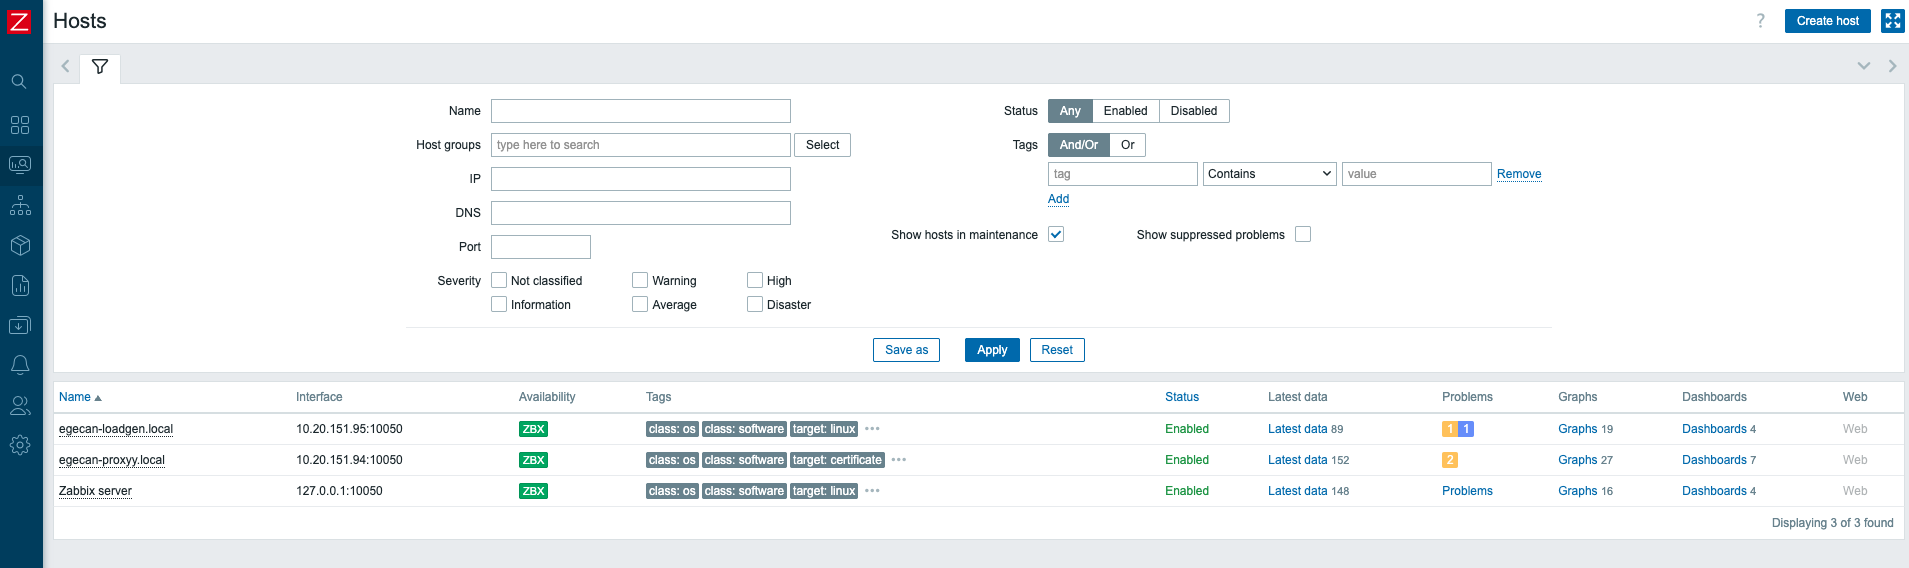 Z Hosts ? Create host
Name Status Any Enabled Disabled
Host groups type here to search Select Tags And/Or Or
IP tag Contains value Remove
DNS Add
Port Show hosts in maintenance Show suppressed problems
Severity Not classified Warning High
Information Average Disaster
Save as Apply Reset
Name Interface Availability Tags Status Latest data Problems Graphs Dashboards Web
egecan-loadgen.local 10.20.151.95:10050 ZBX class: os class: software target: linux ••• Enabled Latest data 89 1 1 Graphs 19 Dashboards 4 Web
egecan-proxyy.local 10.20.151.94:10050 ZBX class: os class: software target: certificate ••• Enabled Latest data 152 2 Graphs 27 Dashboards 7 Web
Zabbix server 127.0.0.1:10050 ZBX class: os class: software target: linux ••• Enabled Latest data 148 Problems Graphs 16 Dashboards 4 Web
Displaying 3 of 3 found